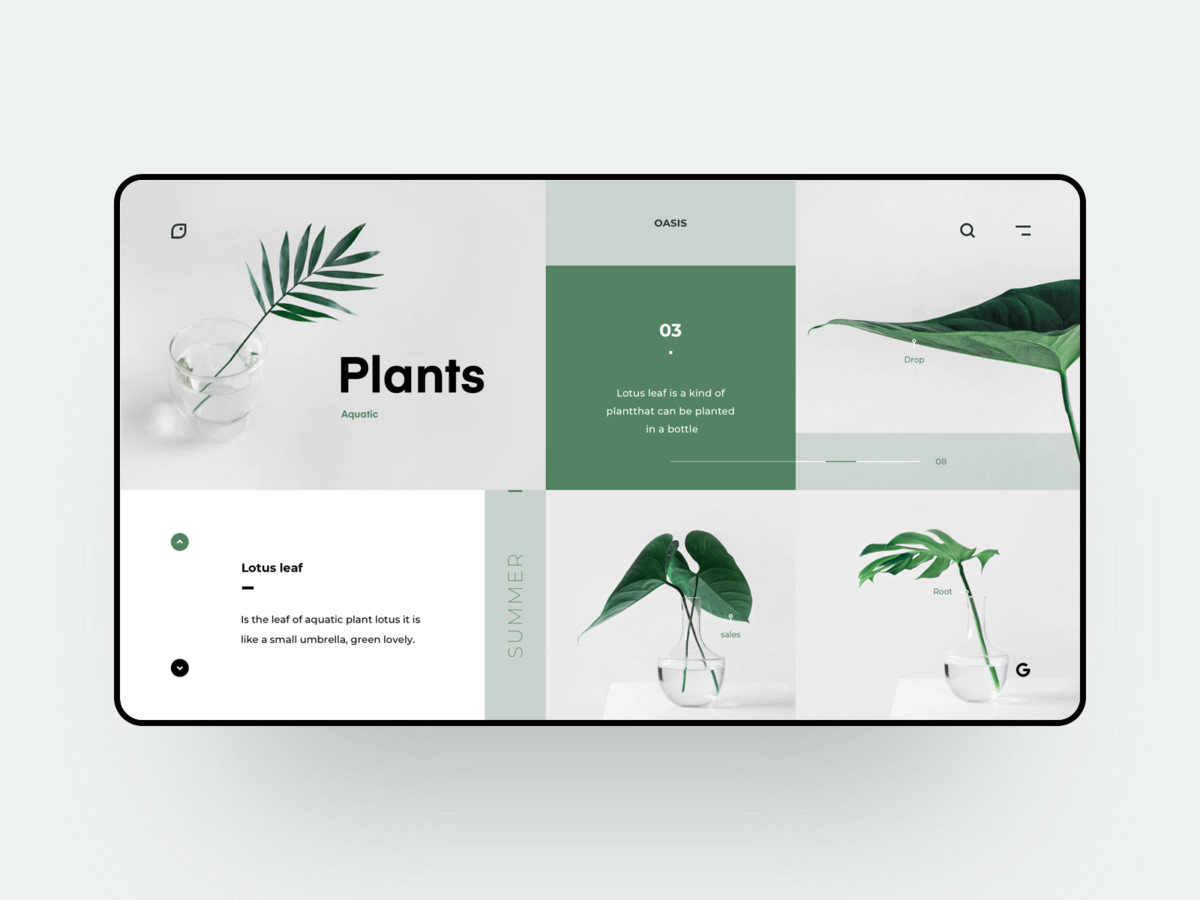 OASIS
Plants
Aquatic
03
Lotus leaf is a kind of
plantthat can be planted
in a bottle
Drop
08
Lotus leaf
Is the leaf of aquatic plant lotus it is
like a small umbrella, green lovely.
SUMMER
sales
Root
G